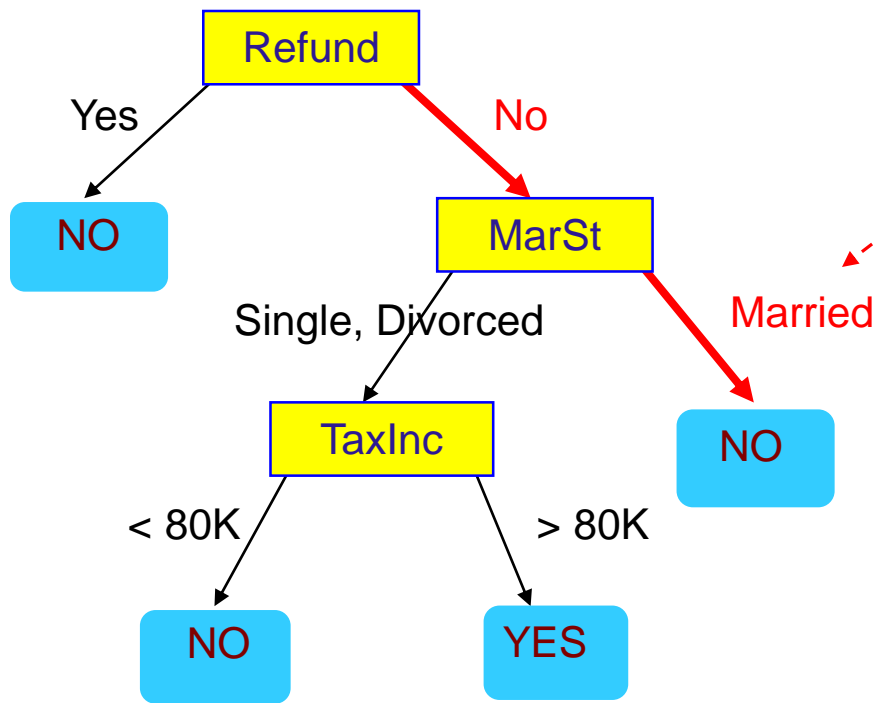 Refund
Yes
No
NO
MarSt
Single, Divorced
Married
TaxInc
NO
< 80K
> 80K
NO
YES